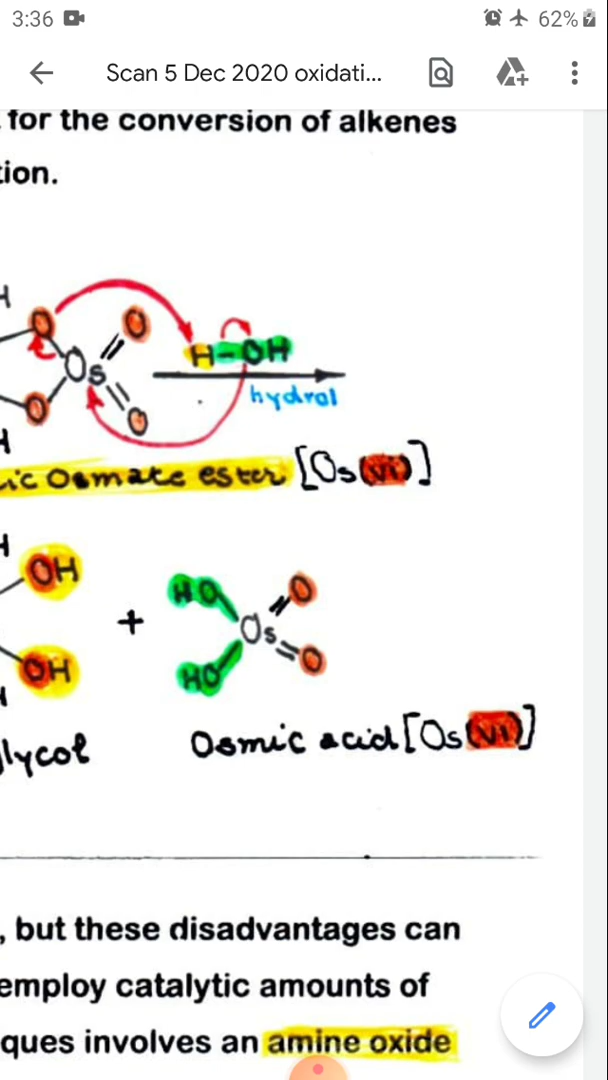 3:36
62%
Scan 5 Dec 2020 oxidati...
for the conversion of alkenes
tion.
H
O
O
Os
O
O
H-OH
hydrol
H
ic Osmate ester [Os(VI)]
H
OH
+
HO
O
Os
O
OH
HO
H
lycol
Osmic acid [Os(VI)]
, but these disadvantages can
employ catalytic amounts of
ques involves an amine oxide